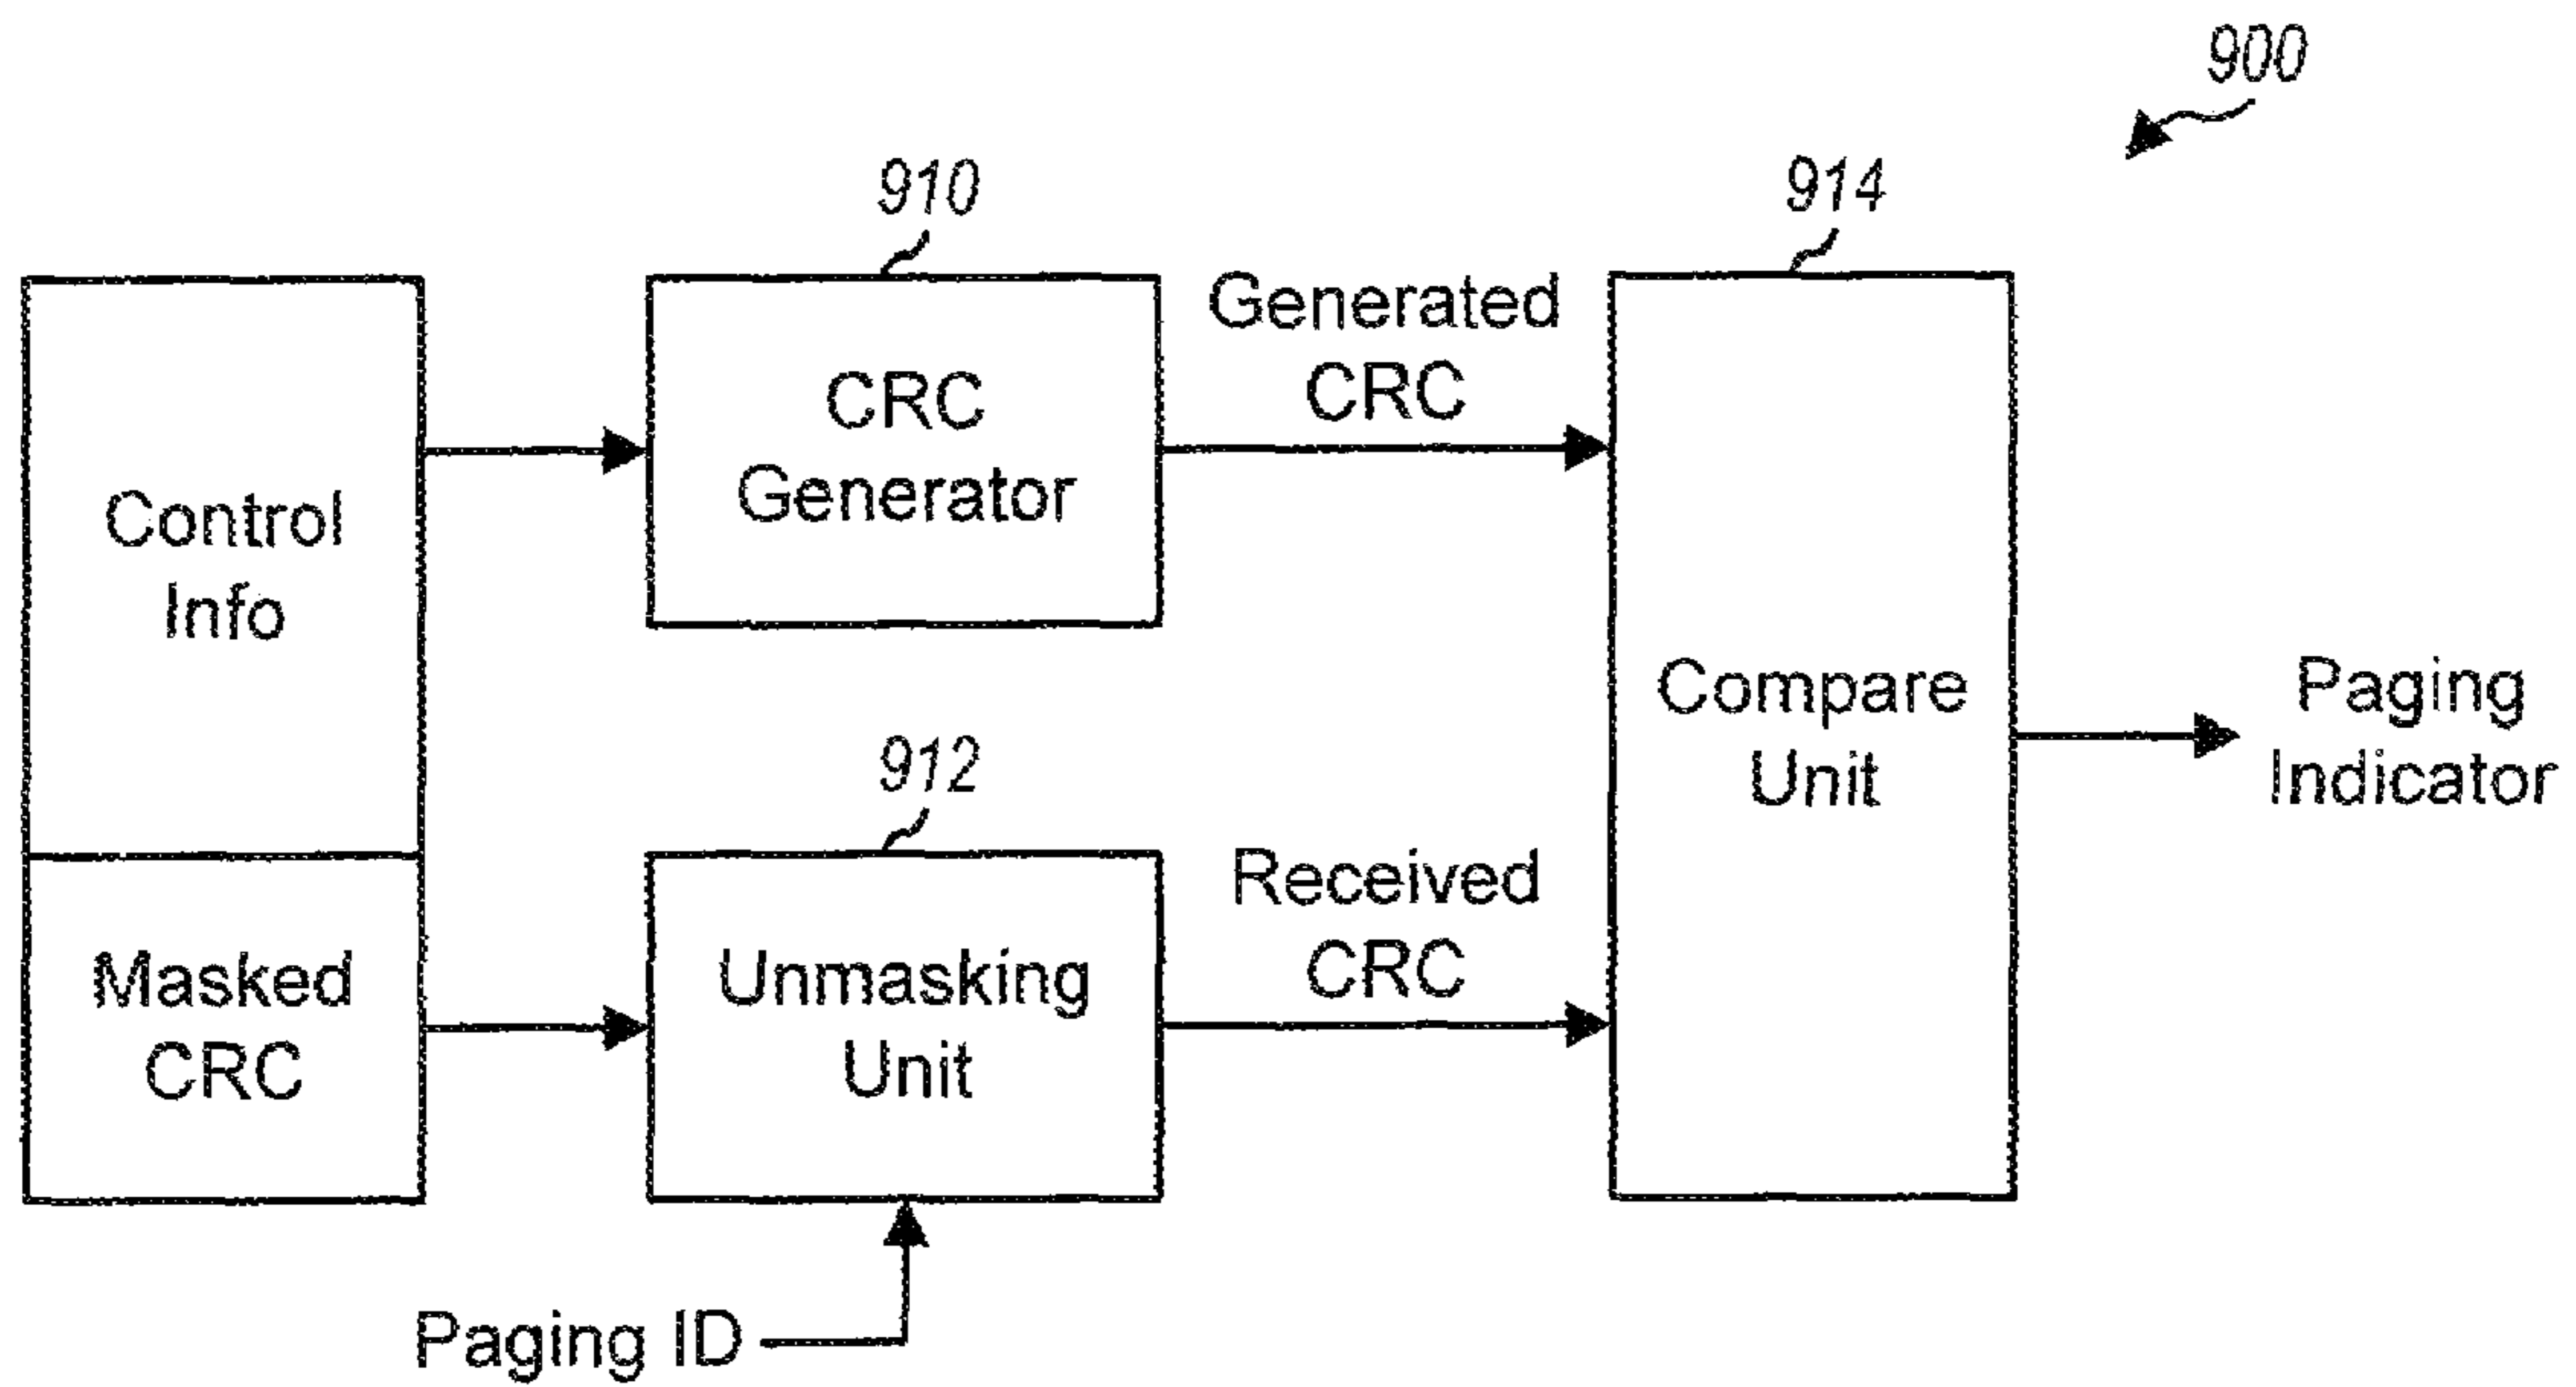 900
910
914
Control
Info
CRC
Generator
Generated
CRC
Compare
Unit
Paging
Indicator
912
Masked
CRC
Unmasking
Unit
Received
CRC
Paging ID